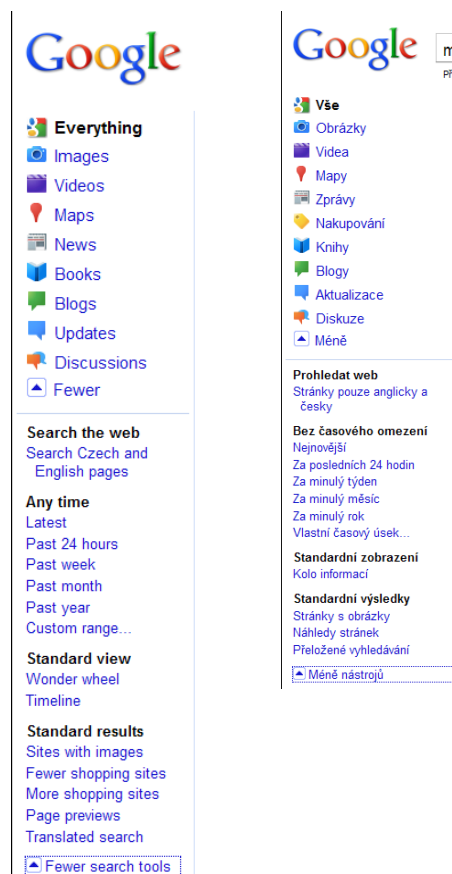 Google
Everything
Images
Videos
Maps
News
Books
Blogs
Updates
Discussions
Fewer
Search the web
Search Czech and
English pages
Any time
Latest
Past 24 hours
Past week
Past month
Past year
Custom range...
Standard view
Wonder wheel
Timeline
Standard results
Sites with images
Fewer shopping sites
More shopping sites
Page previews
Translated search
Fewer search tools
Google
m
Př
Vše
Obrázky
Videa
Mapy
Zprávy
Nakupování
Knihy
Blogy
Aktualizace
Diskuze
Méně
Prohledat web
Stránky pouze anglicky a
česky
Bez časového omezení
Nejnovější
Za posledních 24 hodin
Za minulý týden
Za minulý měsíc
Za minulý rok
Vlastní časový úsek...
Standardní zobrazení
Kolo informací
Standardní výsledky
Stránky s obrázky
Náhledy stránek
Přeložené vyhledávání
Méně nástrojů